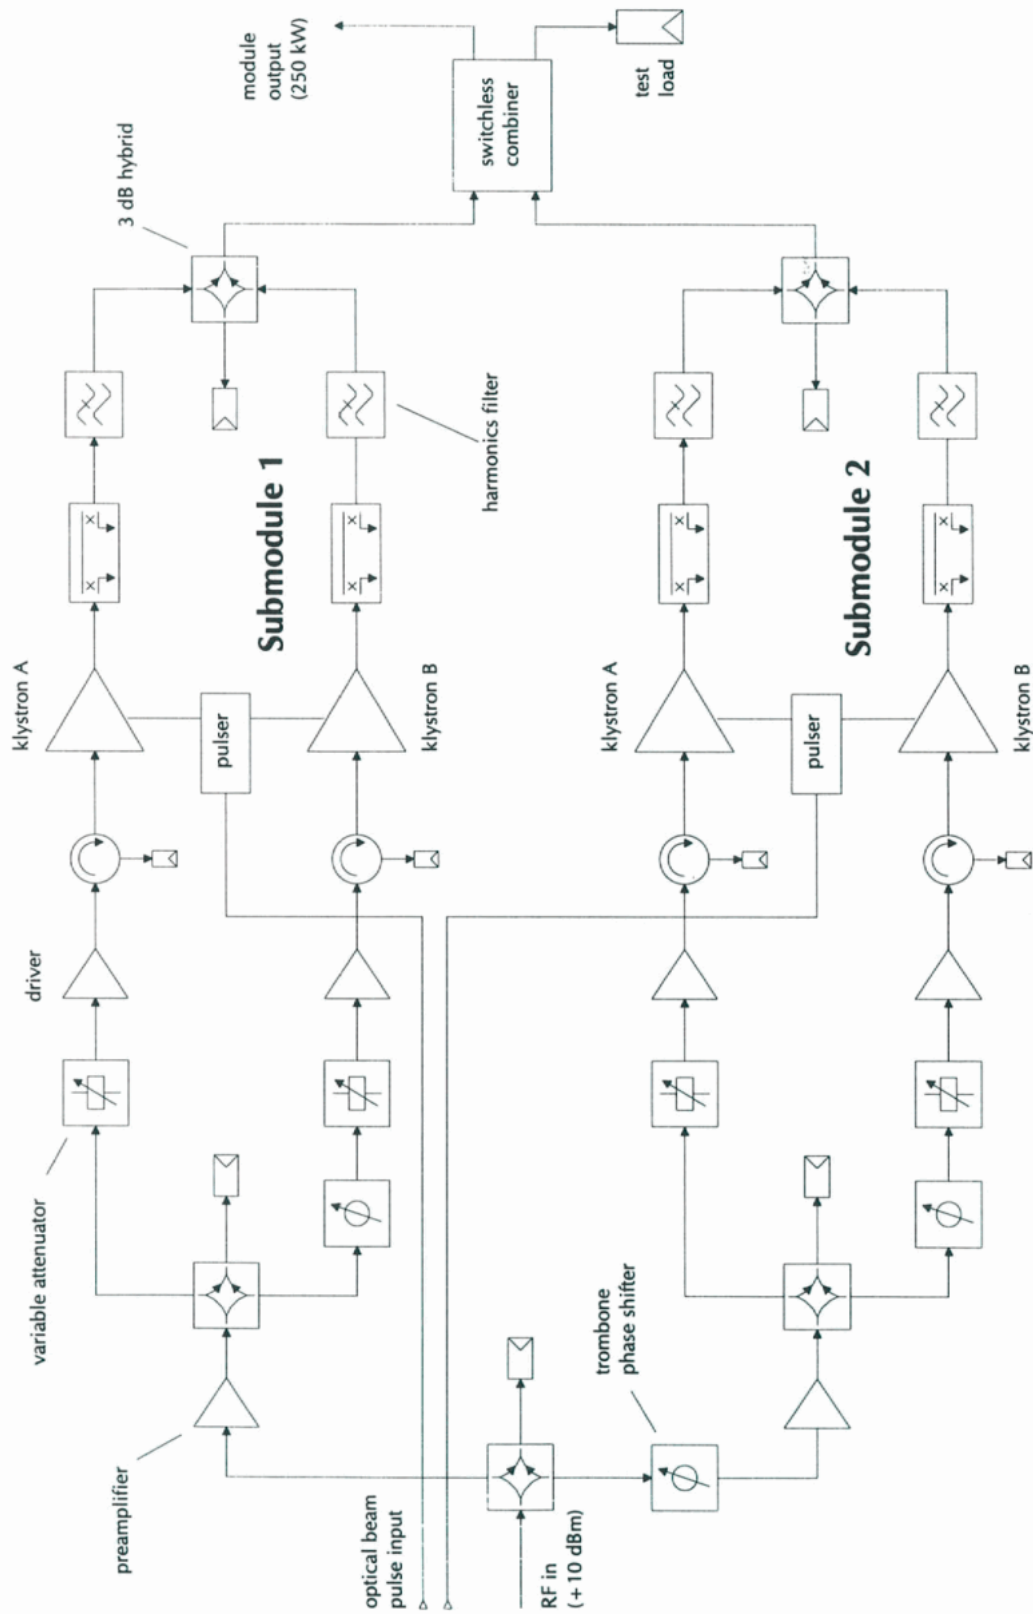 module
output
(250 kW)
3 dB hybrid
switchless
combiner
test
load
harmonics filter
Submodule 1
Submodule 2
klystron A
klystron B
pulser
klystron A
klystron B
pulser
driver
variable attenuator
preamplifier
trombone
phase shifter
optical beam
pulse input
RF in
(+10 dBm)